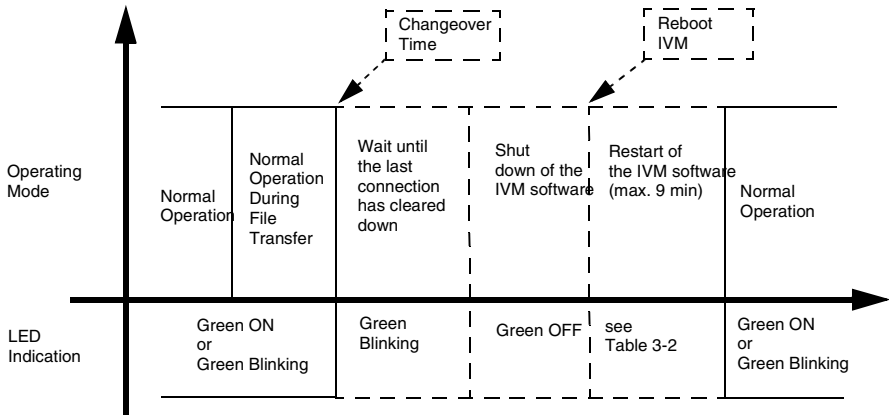 Changeover
Time
Reboot
IVM
Operating
Mode
Normal
Operation
Normal
Operation
During
File
Transfer
Wait until
the last
connection
has cleared
down
Shut
down of the
IVM software
Restart of
the IVM software
(max. 9 min)
Normal
Operation
LED
Indication
Green ON
or
Green Blinking
Green
Blinking
Green OFF
see
Table 3-2
Green ON
or
Green Blinking